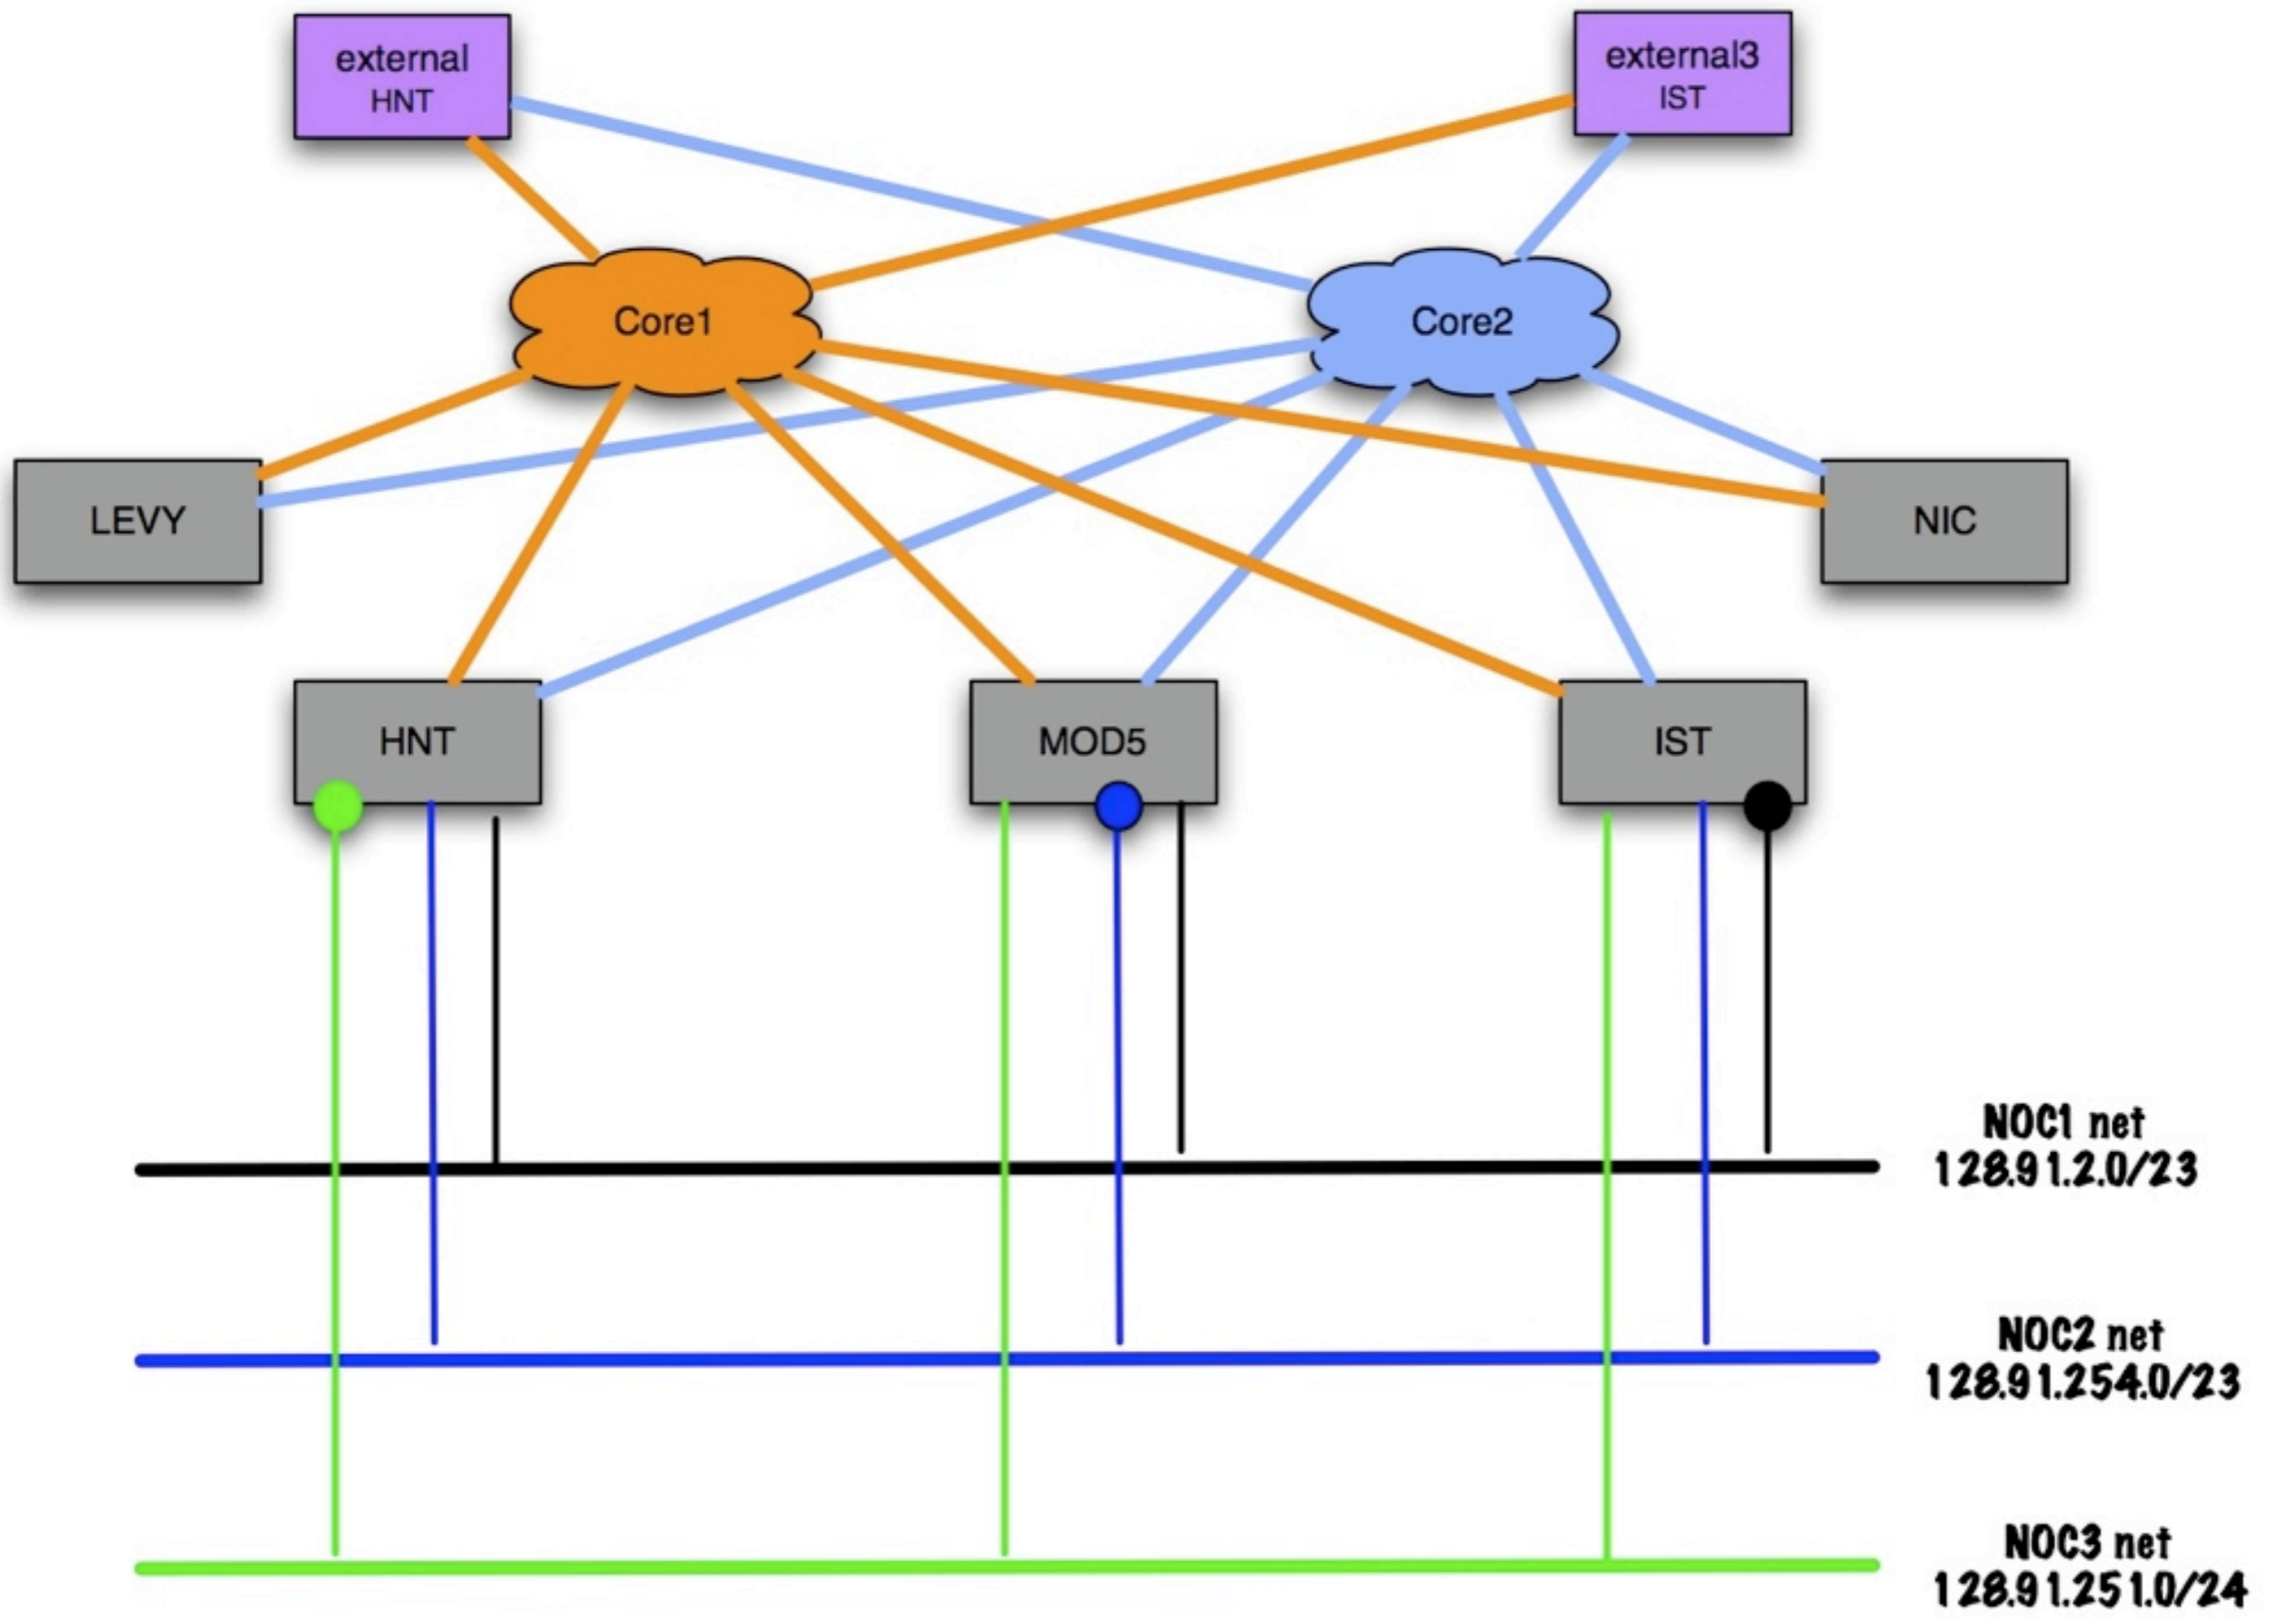 external
HNT
external3
IST
Core1
Core2
LEVY
NIC
HNT
MOD5
IST
NOC1 net
128.91.2.0/23
NOC2 net
128.91.254.0/23
NOC3 net
128.91.251.0/24